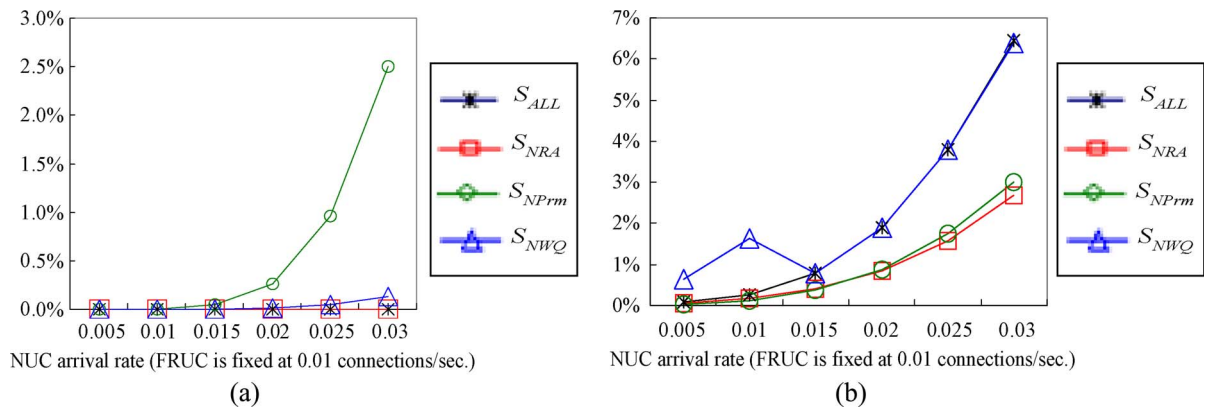 3.0%
2.5%
2.0%
1.5%
1.0%
0.5%
0.0%
0.005 0.01 0.015 0.02 0.025 0.03
NUC arrival rate (FRUC is fixed at 0.01 connections/sec.)
(a)
S_ALL
S_NRA
S_NPrm
S_NWQ
7%
6%
5%
4%
3%
2%
1%
0%
0.005 0.01 0.015 0.02 0.025 0.03
NUC arrival rate (FRUC is fixed at 0.01 connections/sec.)
(b)
S_ALL
S_NRA
S_NPrm
S_NWQ